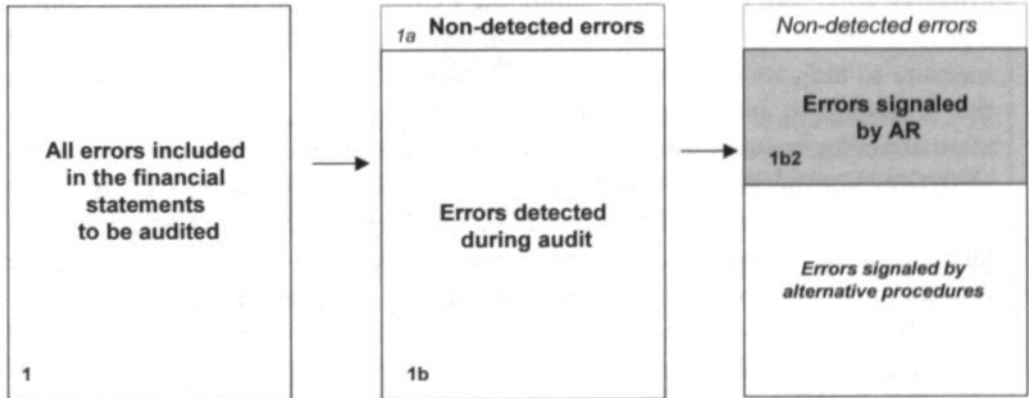 All errors included
in the financial
statements
to be audited
1
1a Non-detected errors
Errors detected
during audit
1b
Non-detected errors
Errors signaled
by AR
1b2
Errors signaled by
alternative procedures